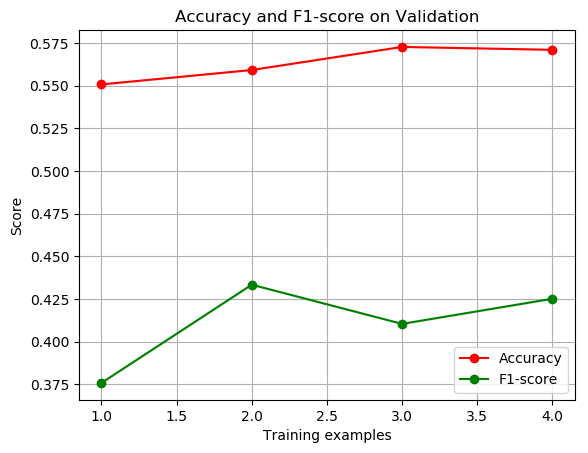 Accuracy and F1-score on Validation
Score
0.575
0.550
0.525
0.500
0.475
0.450
0.425
0.400
0.375
Accuracy
F1-score
1.0 1.5 2.0 2.5 3.0 3.5 4.0
Training examples